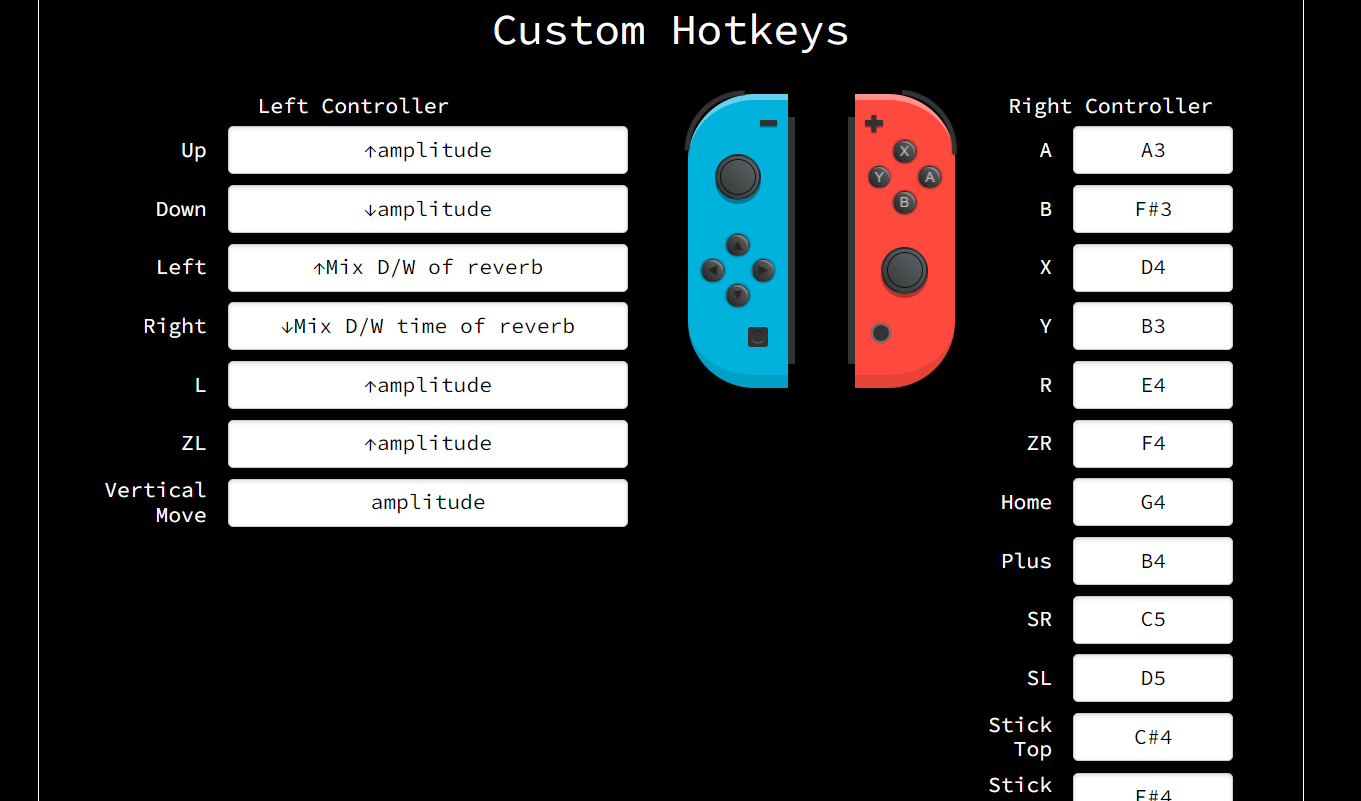 Custom Hotkeys
Left Controller
Up
↑amplitude
Down
↓amplitude
Left
↑Mix D/W of reverb
Right
↓Mix D/W time of reverb
L
↑amplitude
ZL
↑amplitude
Vertical
Move
amplitude
X
Y
A
B
Right Controller
A
A3
B
F#3
X
D4
Y
B3
R
E4
ZR
F4
Home
G4
Plus
B4
SR
C5
SL
D5
Stick
Top
C#4
Stick